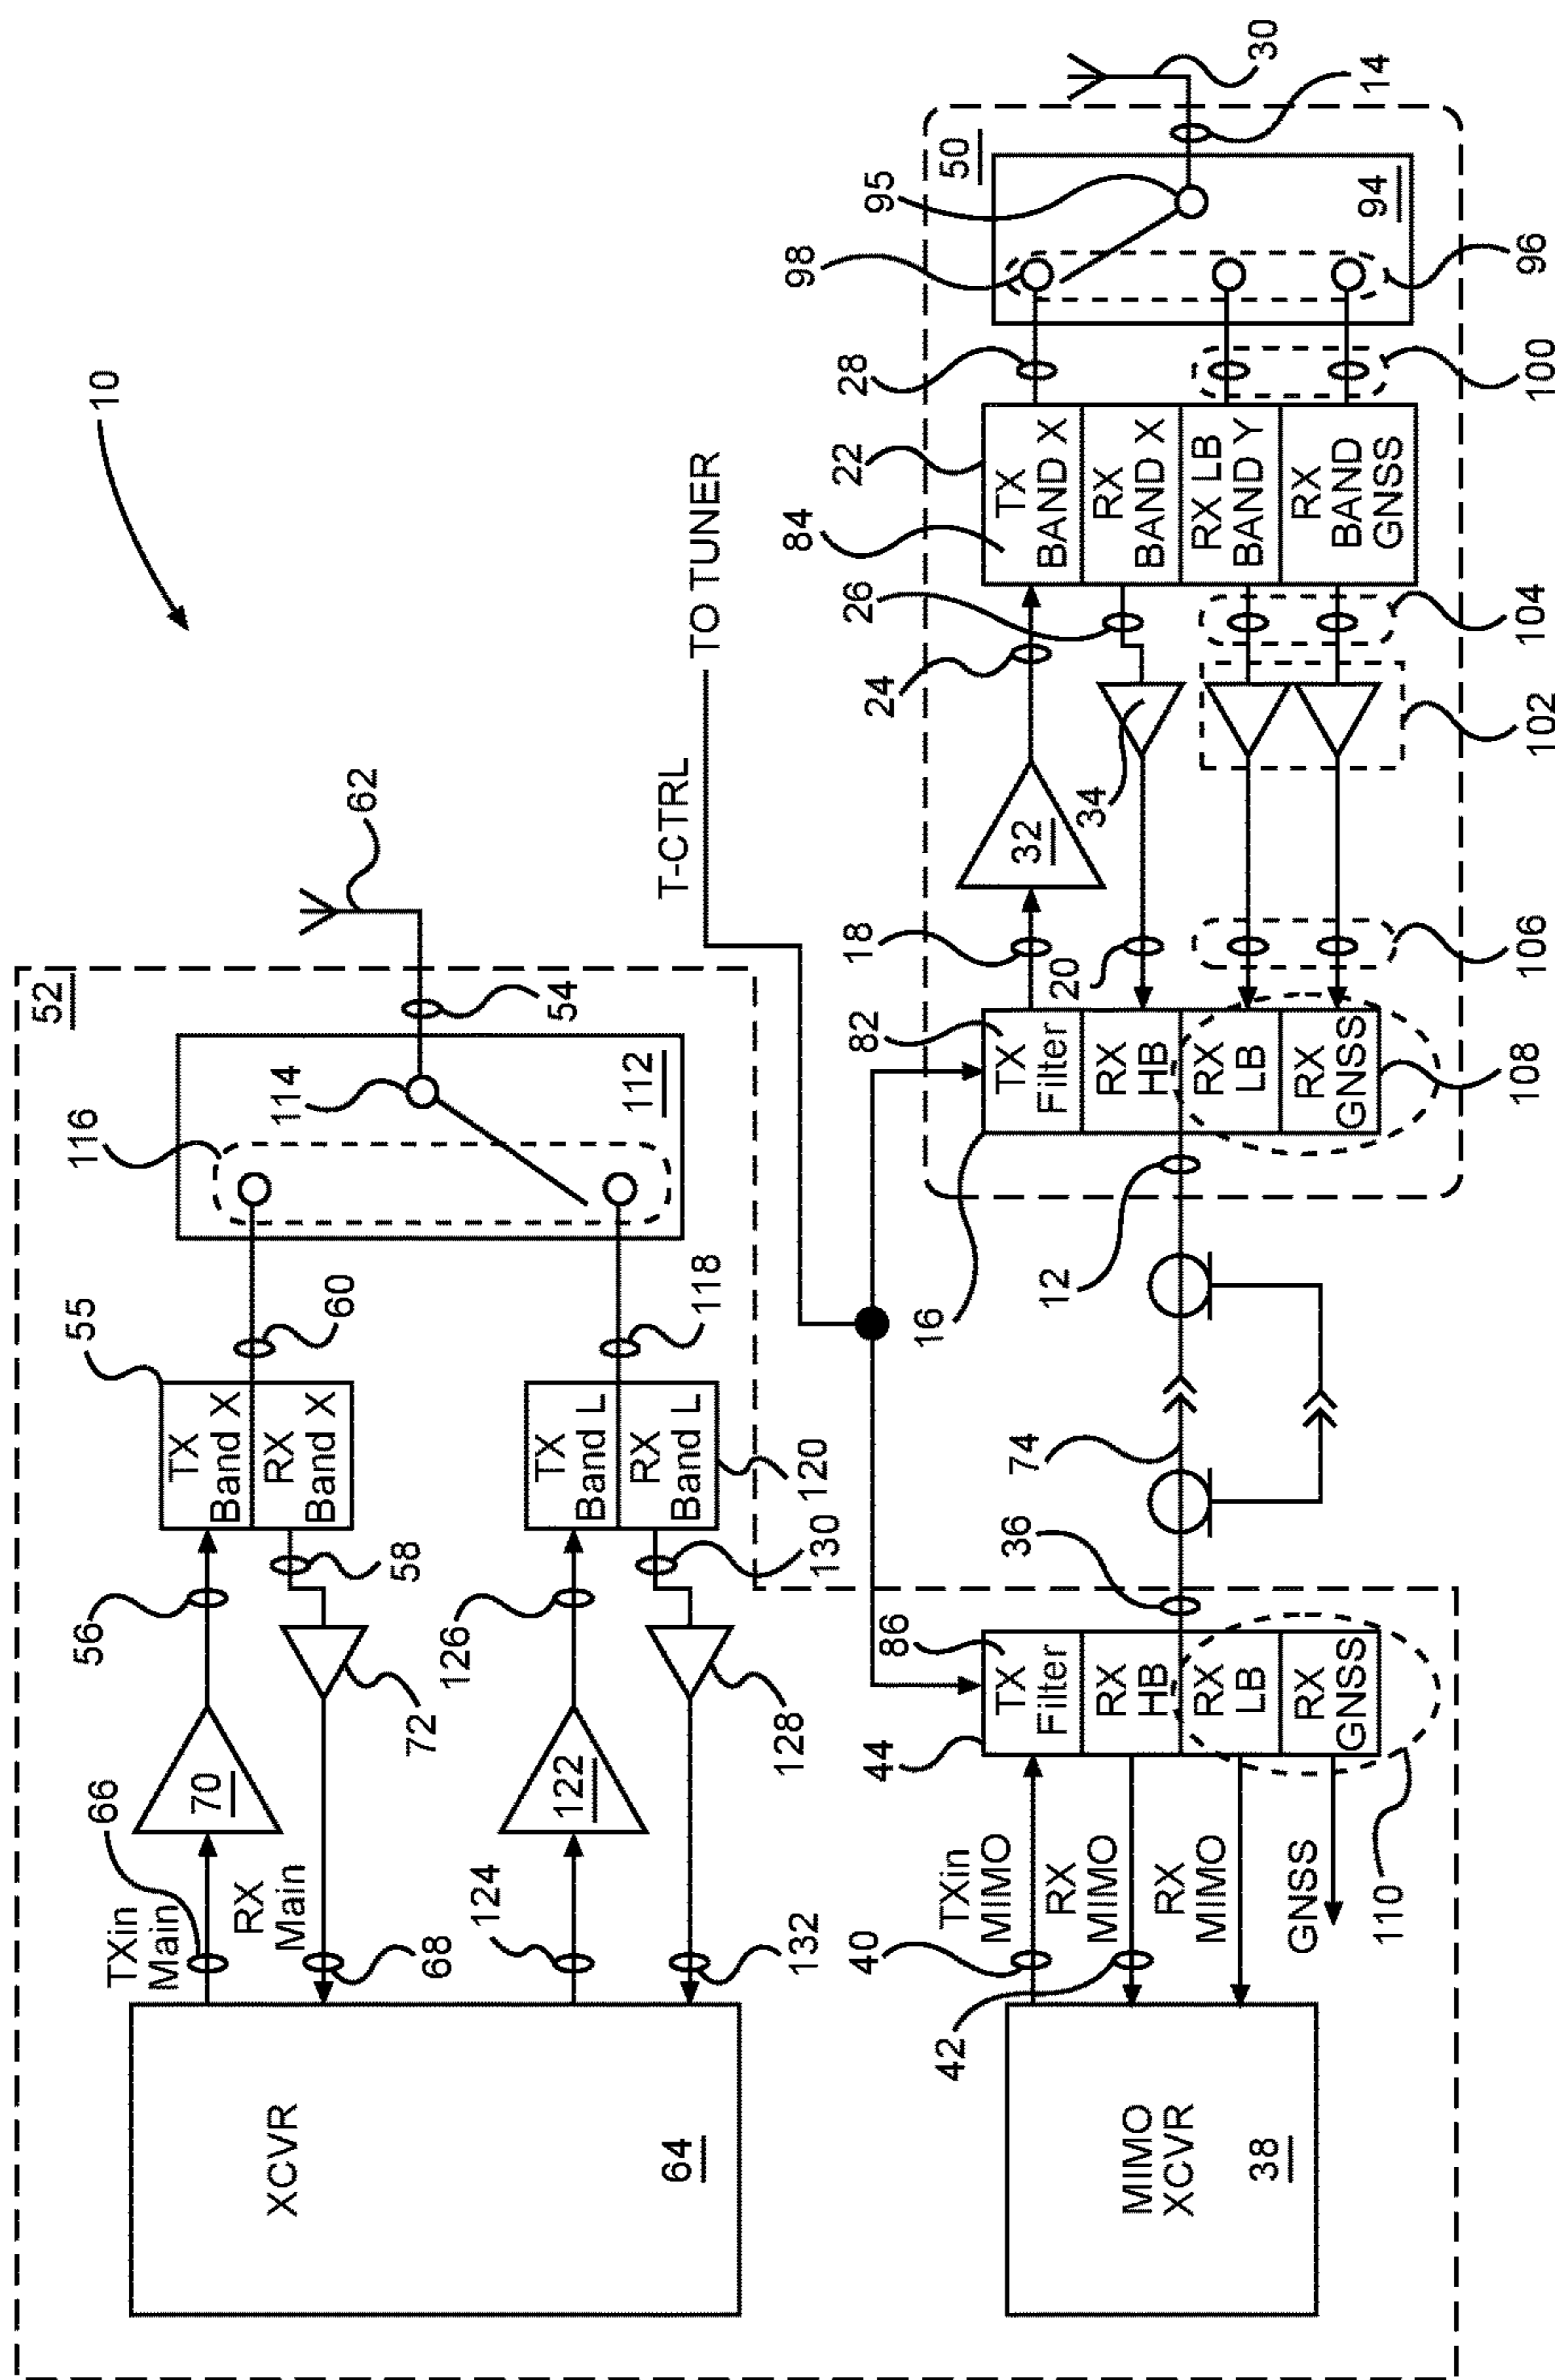 10
52
116
114
112
54
62
T-CTRL
TO TUNER
55
TX
Band X
RX
Band X
60
118
TX
Band L
RX
Band L
120
56
58
126
130
70
72
122
128
66
TXin
Main
RX
Main
68
124
132
XCVR
64
MIMO
XCVR
38
40
42
TXin
MIMO
RX
MIMO
RX
MIMO
GNSS
110
44
86
TX
Filter
RX
HB
RX
LB
RX
GNSS
36
74
12
16
82
TX
Filter
RX
HB
RX
LB
RX
GNSS
108
18
20
106
32
34
102
24
26
104
84
22
TX
BAND X
RX
BAND X
RX LB
BAND Y
RX
BAND
GNSS
28
100
98
95
50
94
96
14
30